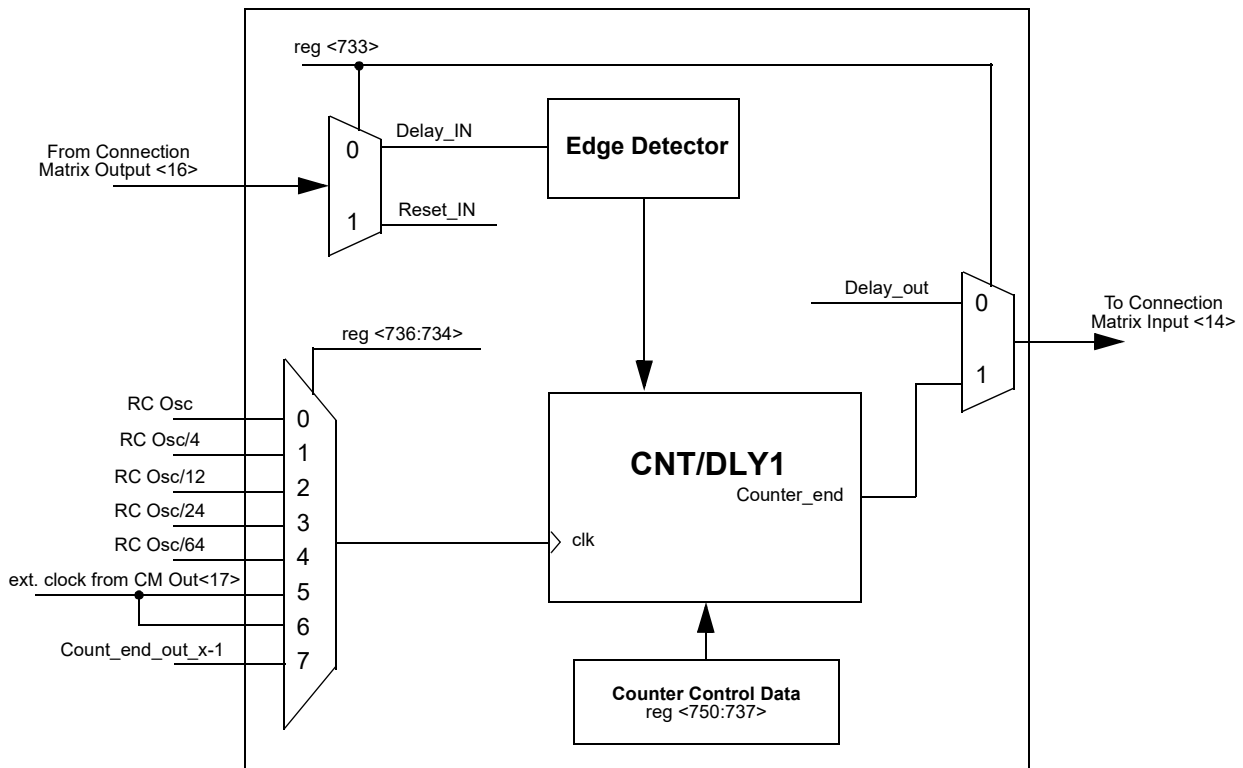 reg <733>
From Connection
Matrix Output <16>
0
1
Delay_IN
Reset_IN
Edge Detector
Delay_out
0
1
To Connection
Matrix Input <14>
reg <736:734>
RC Osc
RC Osc/4
RC Osc/12
RC Osc/24
RC Osc/64
ext. clock from CM Out<17>
Count_end_out_x-1
0
1
2
3
4
5
6
7
CNT/DLY1
Counter_end
clk
Counter Control Data
reg <750:737>